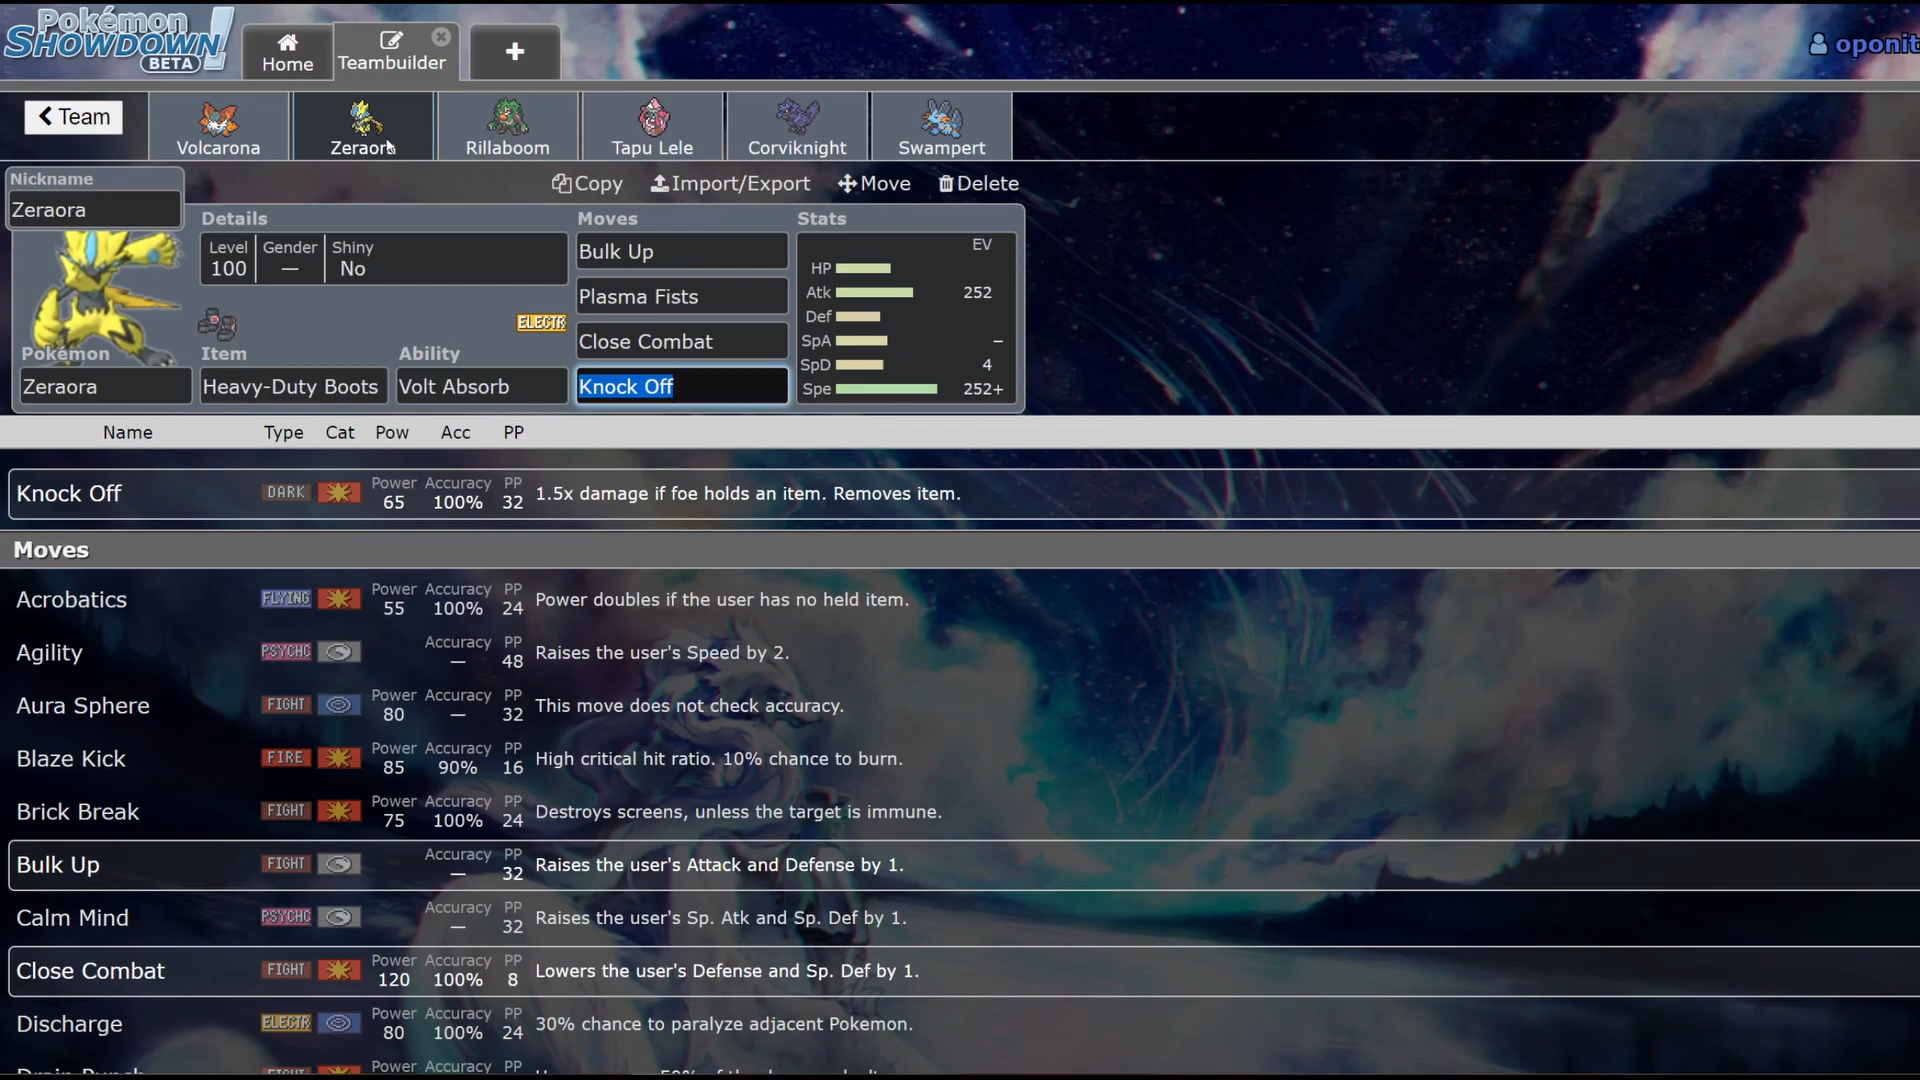 Pokémon
SHOWDOWN!
BETA
Home
Teambuilder
+
oponit
Team
Volcarona
Zeraora
Rillaboom
Tapu Lele
Corviknight
Swampert
Copy
Import/Export
Move
Delete
Nickname
Zeraora
Details
Level Gender Shiny
100 — No
ELECTR
Pokémon
Zeraora
Item
Heavy-Duty Boots
Ability
Volt Absorb
Moves
Bulk Up
Plasma Fists
Close Combat
Knock Off
Stats
EV
HP
Atk 252
Def
SpA –
SpD 4
Spe 252+
Name Type Cat Pow Acc PP
Knock Off DARK Power 65 Accuracy 100% PP 32 1.5x damage if foe holds an item. Removes item.
Moves
Acrobatics FLYING Power 55 Accuracy 100% PP 24 Power doubles if the user has no held item.
Agility PSYCHC Accuracy — PP 48 Raises the user's Speed by 2.
Aura Sphere FIGHT Power 80 Accuracy — PP 32 This move does not check accuracy.
Blaze Kick FIRE Power 85 Accuracy 90% PP 16 High critical hit ratio. 10% chance to burn.
Brick Break FIGHT Power 75 Accuracy 100% PP 24 Destroys screens, unless the target is immune.
Bulk Up FIGHT Accuracy — PP 32 Raises the user's Attack and Defense by 1.
Calm Mind PSYCHC Accuracy — PP 32 Raises the user's Sp. Atk and Sp. Def by 1.
Close Combat FIGHT Power 120 Accuracy 100% PP 8 Lowers the user's Defense and Sp. Def by 1.
Discharge ELECTR Power 80 Accuracy 100% PP 24 30% chance to paralyze adjacent Pokemon.
Drain Punch FIGHT Power Accuracy PP